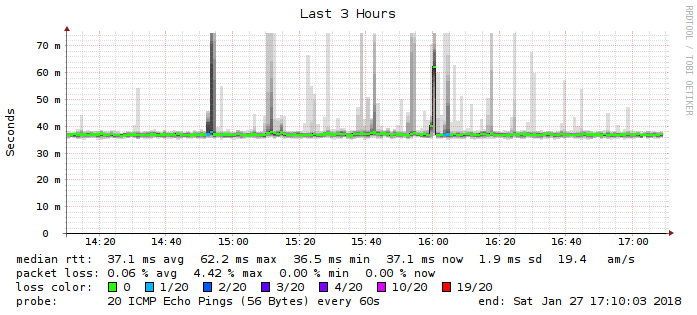 Last 3 Hours
RRDTOOL / TOBI OETIKER
Seconds
70 m
60 m
50 m
40 m
30 m
20 m
10 m
0
14:20 14:40 15:00 15:20 15:40 16:00 16:20 16:40 17:00
median rtt: 37.1 ms avg 62.2 ms max 36.5 ms min 37.1 ms now 1.9 ms sd 19.4 am/s
packet loss: 0.06 % avg 4.42 % max 0.00 % min 0.00 % now
loss color: 0 1/20 2/20 3/20 4/20 10/20 19/20
probe: 20 ICMP Echo Pings (56 Bytes) every 60s end: Sat Jan 27 17:10:03 2018